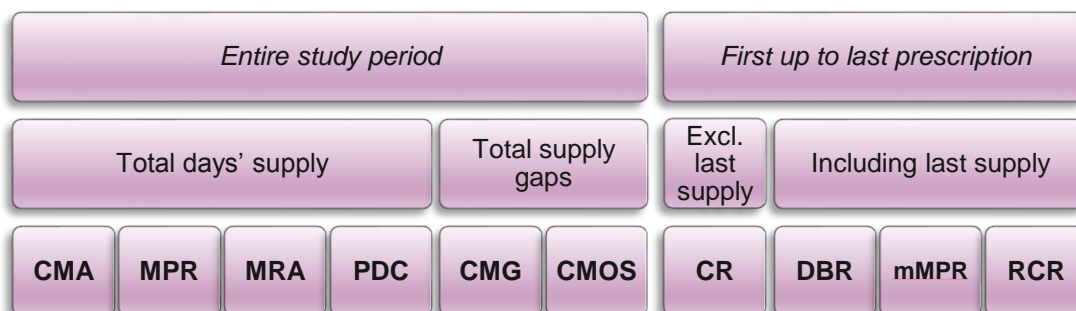 Entire study period
First up to last prescription
Total days’ supply
Total supply
gaps
Excl.
last
supply
Including last supply
CMA
MPR
MRA
PDC
CMG
CMOS
CR
DBR
mMPR
RCR